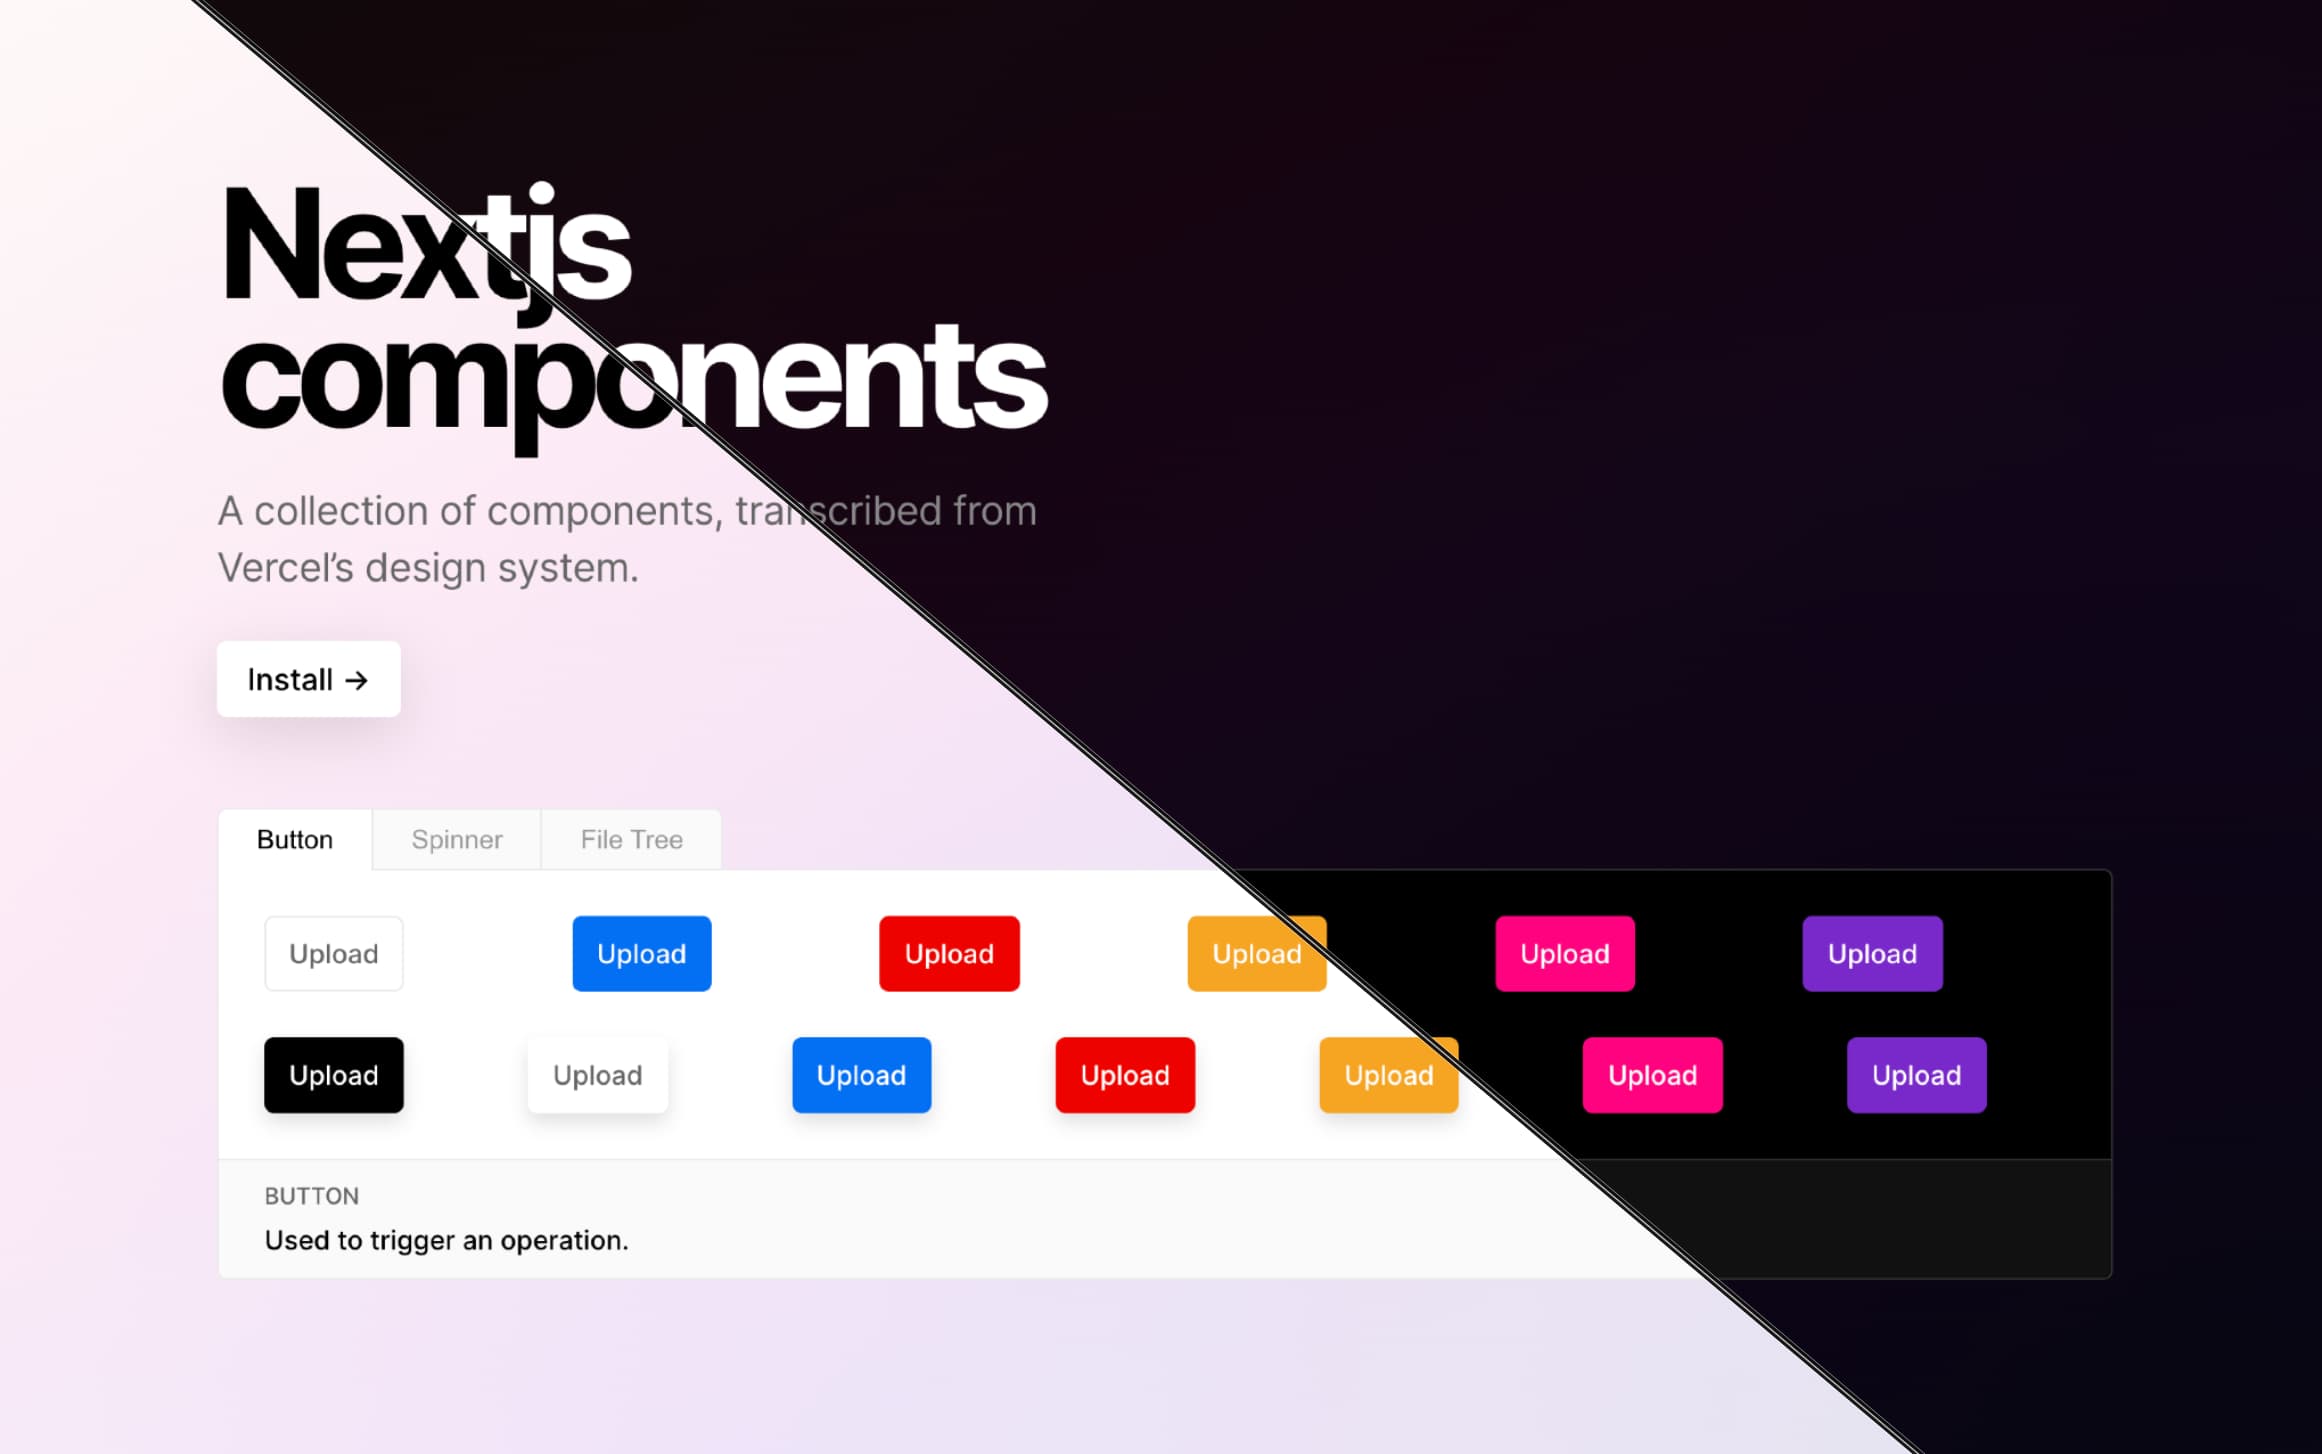 Nextjs
components
A collection of components, transcribed from
Vercel’s design system.
Install →
Button Spinner File Tree
Upload Upload Upload Upload Upload Upload
Upload Upload Upload Upload Upload Upload Upload
BUTTON
Used to trigger an operation.